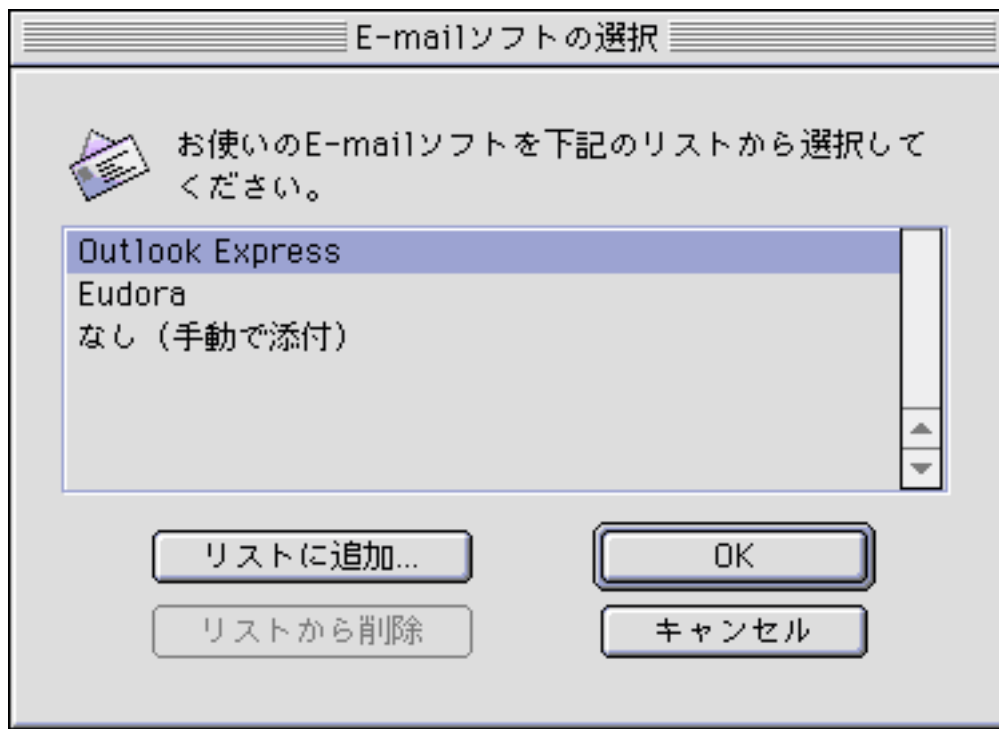 E-mailソフトの選択
お使いのE-mailソフトを下記のリストから選択して
ください。
Outlook Express
Eudora
なし（手動で添付）
リストに追加...
OK
リストから削除
キャンセル